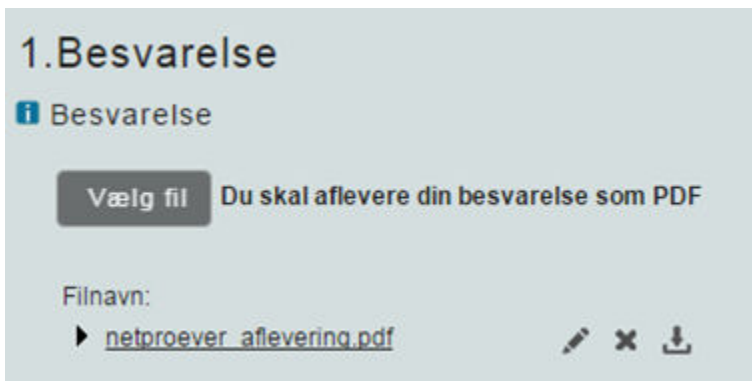 1.Besvarelse
i Besvarelse
Vælg fil Du skal aflevere din besvarelse som PDF
Filnavn:
netproever_aflevering.pdf